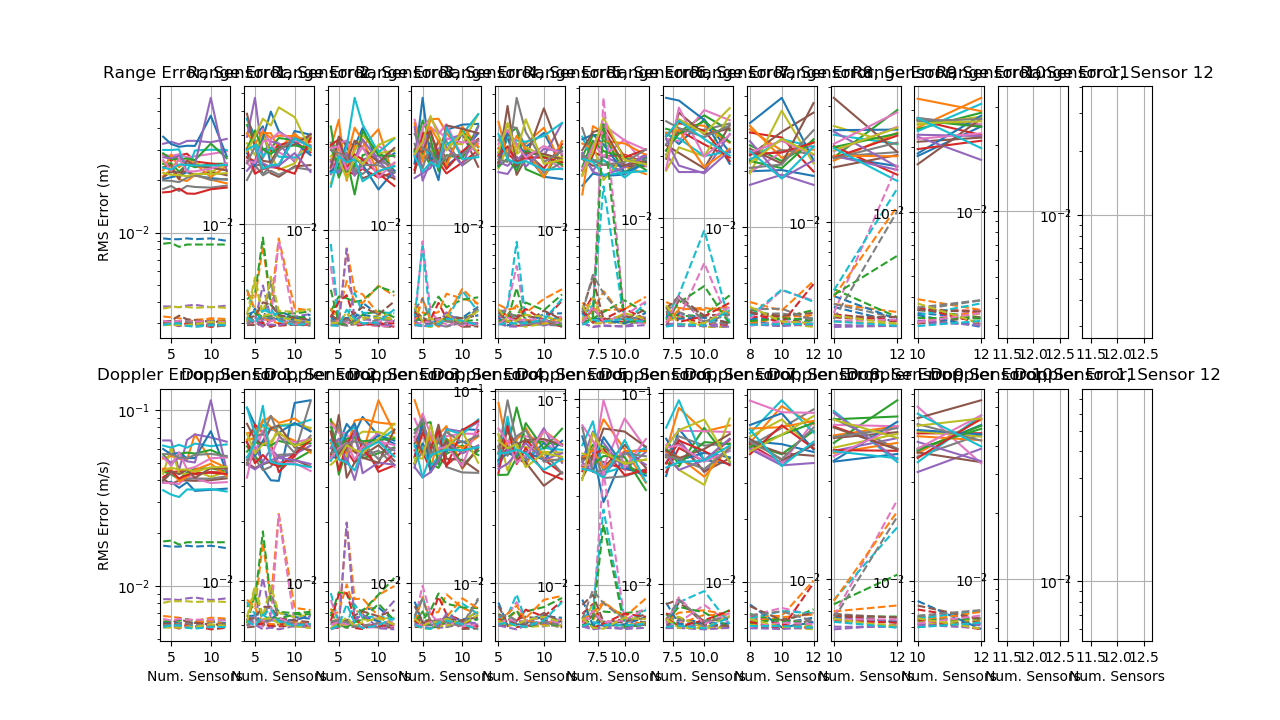 Range Error, Sensor 1 Range Error, Sensor 2 Range Error, Sensor 3 Range Error, Sensor 4 Range Error, Sensor 5 Range Error, Sensor 6 Range Error, Sensor 7 Range Error, Sensor 8 Range Error, Sensor 9 Range Error, Sensor 10 Range Error, Sensor 11 Range Error, Sensor 12
RMS Error (m)
10⁻² 10⁻² 10⁻² 10⁻² 10⁻² 10⁻² 10⁻² 10⁻² 10⁻² 10⁻² 10⁻² 10⁻²
5 10 5 10 5 10 5 10 5 10 7.5 10.0 7.5 10.0 8 10 12 10 12 10 12 11.5 12.0 12.5 11.5 12.0 12.5
Doppler Error, Sensor 1 Doppler Error, Sensor 2 Doppler Error, Sensor 3 Doppler Error, Sensor 4 Doppler Error, Sensor 5 Doppler Error, Sensor 6 Doppler Error, Sensor 7 Doppler Error, Sensor 8 Doppler Error, Sensor 9 Doppler Error, Sensor 10 Doppler Error, Sensor 11 Doppler Error, Sensor 12
RMS Error (m/s)
10⁻¹ 10⁻¹ 10⁻¹ 10⁻¹
10⁻² 10⁻² 10⁻² 10⁻² 10⁻² 10⁻² 10⁻² 10⁻² 10⁻² 10⁻² 10⁻²
5 10 5 10 5 10 5 10 5 10 7.5 10.0 7.5 10.0 8 10 12 10 12 10 12 11.5 12.0 12.5 11.5 12.0 12.5
Num. Sensors Num. Sensors Num. Sensors Num. Sensors Num. Sensors Num. Sensors Num. Sensors Num. Sensors Num. Sensors Num. Sensors Num. Sensors Num. Sensors